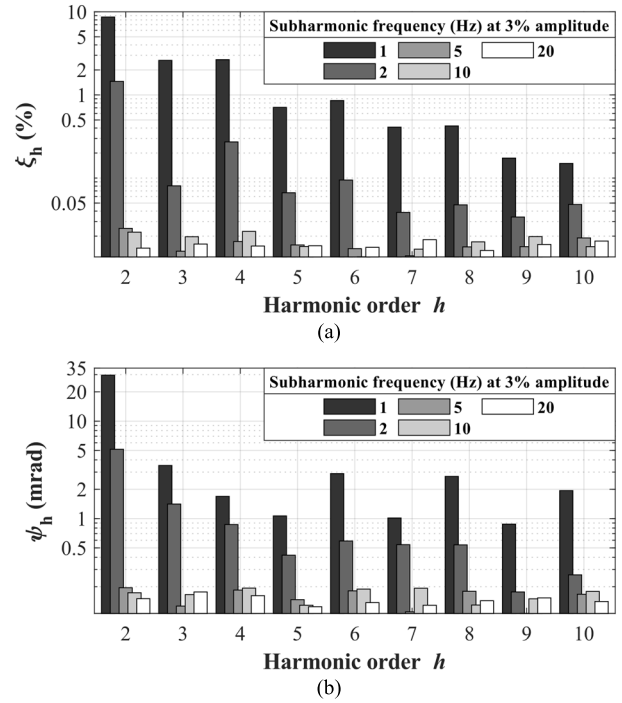 (a)
Subharmonic frequency (Hz) at 3% amplitude
1 5 20
2 10
10
5
2
1
0.5
0.05
ξh (%)
2 3 4 5 6 7 8 9 10
Harmonic order h
(a)
35
Subharmonic frequency (Hz) at 3% amplitude
1 5 20
2 10
10
5
2
1
0.5
ψh (mrad)
2 3 4 5 6 7 8 9 10
Harmonic order h
(b)